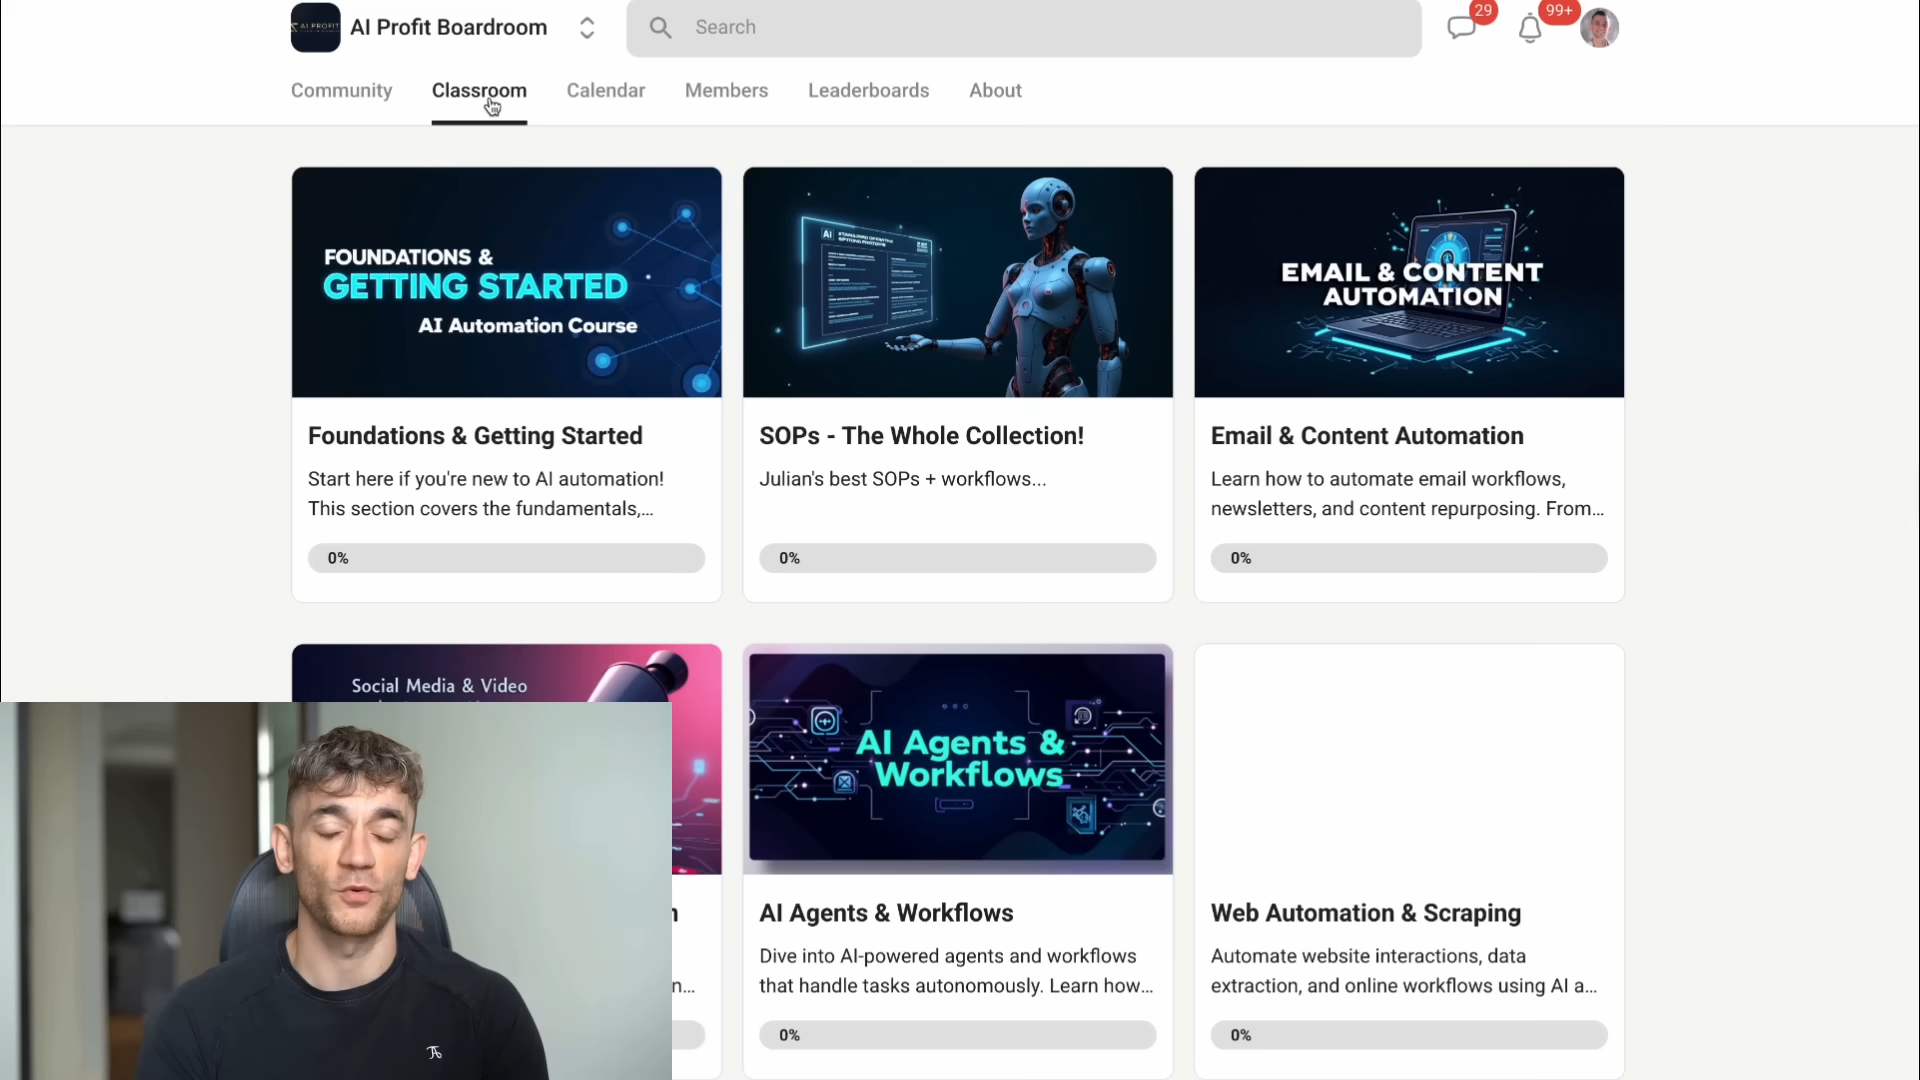 AI PROFIT
AI Profit Boardroom
Search
29
99+
Community
Classroom
Calendar
Members
Leaderboards
About
FOUNDATIONS &
GETTING STARTED
AI Automation Course
AI
EMAIL & CONTENT
AUTOMATION
Foundations & Getting Started
Start here if you're new to AI automation!
This section covers the fundamentals,...
0%
SOPs - The Whole Collection!
Julian's best SOPs + workflows...
0%
Email & Content Automation
Learn how to automate email workflows,
newsletters, and content repurposing. From...
0%
Social Media & Video
n
n...
AI Agents &
Workflows
AI Agents & Workflows
Dive into AI-powered agents and workflows
that handle tasks autonomously. Learn how...
0%
Web Automation & Scraping
Automate website interactions, data
extraction, and online workflows using AI a...
0%